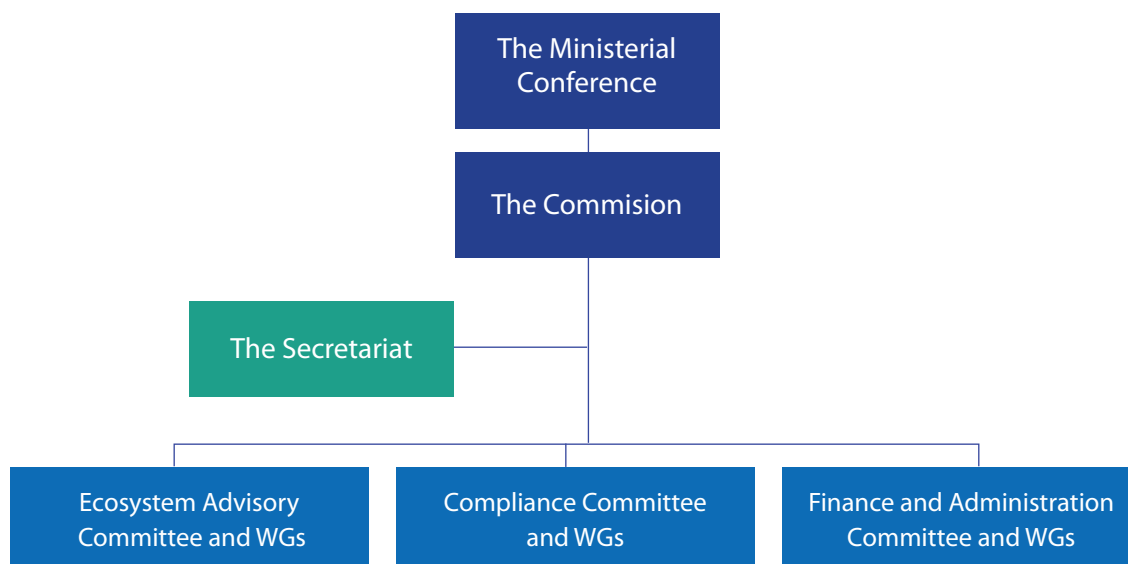 The Ministerial
Conference
The Commision
The Secretariat
Ecosystem Advisory
Committee and WGs
Compliance Committee
and WGs
Finance and Administration
Committee and WGs